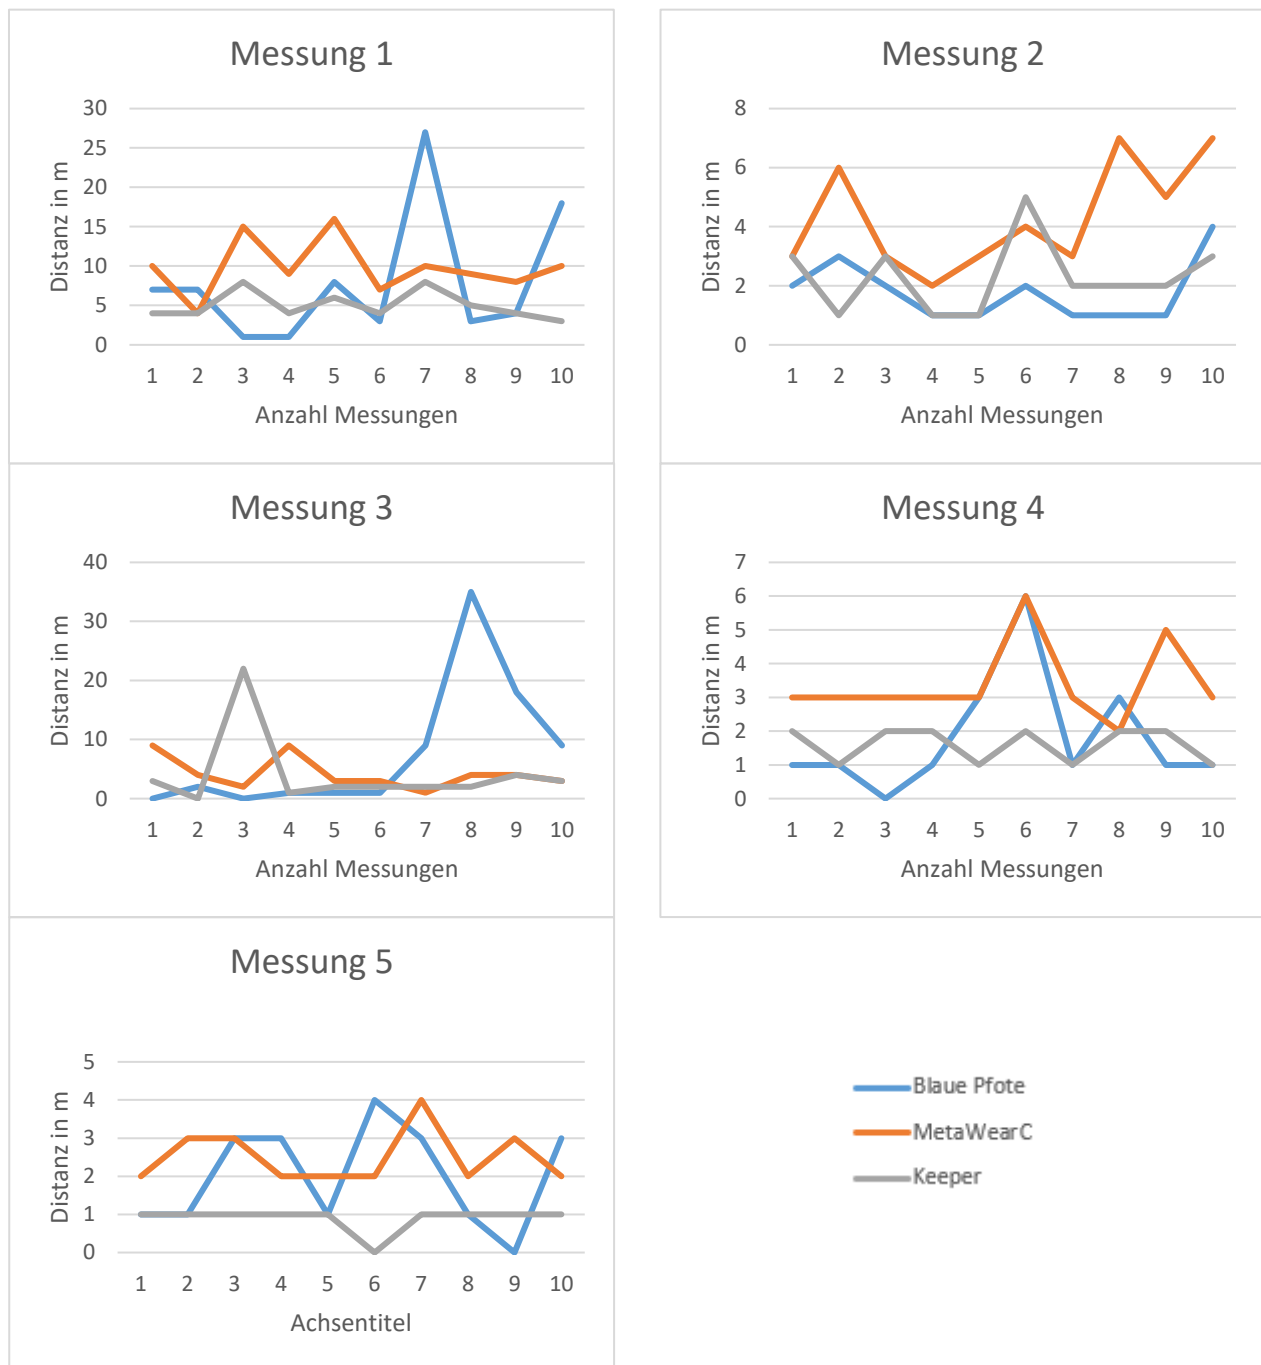 Messung 1
30
25
20
15
10
5
0
Distanz in m
1 2 3 4 5 6 7 8 9 10
Anzahl Messungen
Messung 2
8
6
4
2
0
Distanz in m
1 2 3 4 5 6 7 8 9 10
Anzahl Messungen
Messung 3
40
30
20
10
0
Distanz in m
1 2 3 4 5 6 7 8 9 10
Anzahl Messungen
Messung 4
7
6
5
4
3
2
1
0
Distanz in m
1 2 3 4 5 6 7 8 9 10
Anzahl Messungen
Messung 5
5
4
3
2
1
0
Distanz in m
1 2 3 4 5 6 7 8 9 10
Achsentitel
Blaue Pfote
MetaWearC
Keeper